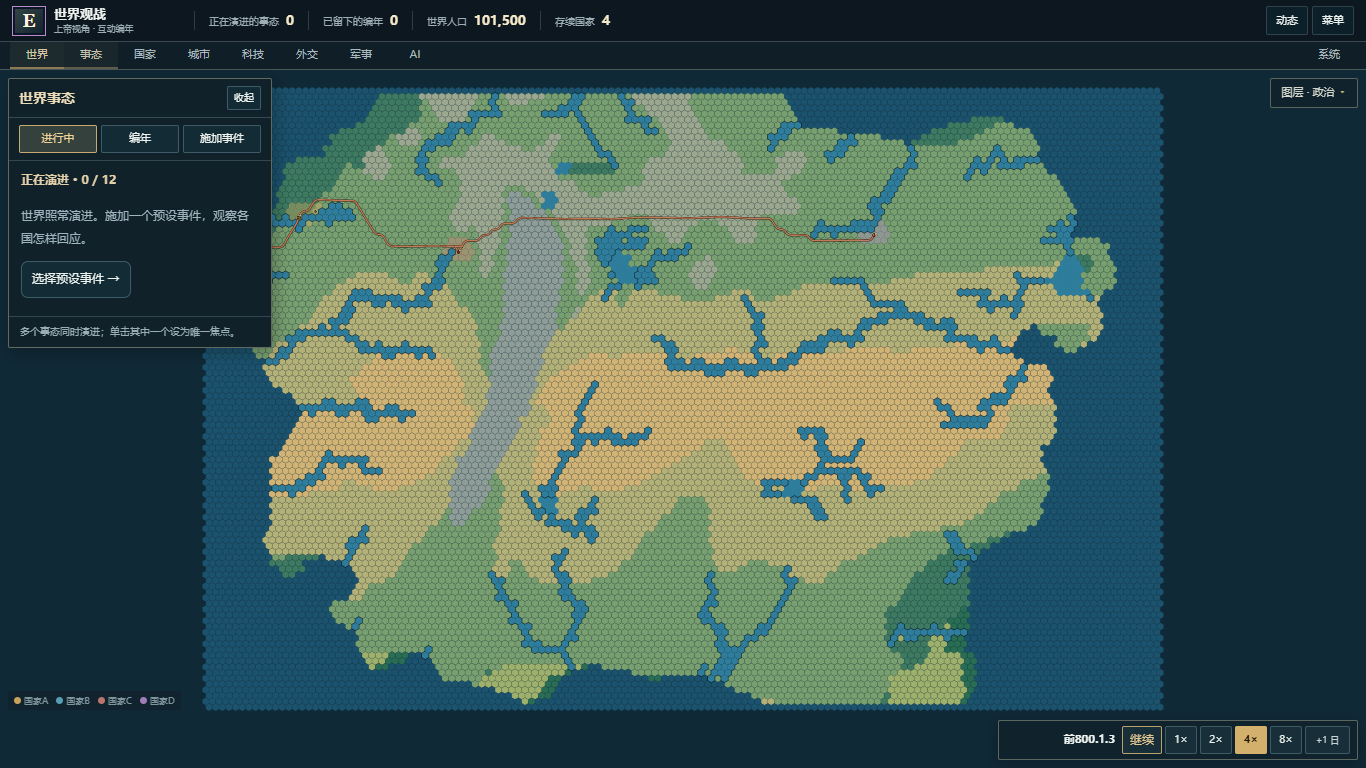 E
世界观战
上帝视角 · 互动编年
正在演进的事态 0
已留下的编年 0
世界人口 101,500
存续国家 4
动态
菜单
世界
事态
国家
城市
科技
外交
军事
AI
系统
世界事态
收起
进行中
编年
施加事件
正在演进 • 0 / 12
世界照常演进。施加一个预设事件，观察各
国怎样回应。
选择预设事件 →
多个事态同时演进；单击其中一个设为唯一焦点。
图层 · 政治
国家A
国家B
国家C
国家D
前800.1.3
继续
1×
2×
4×
8×
+1 日